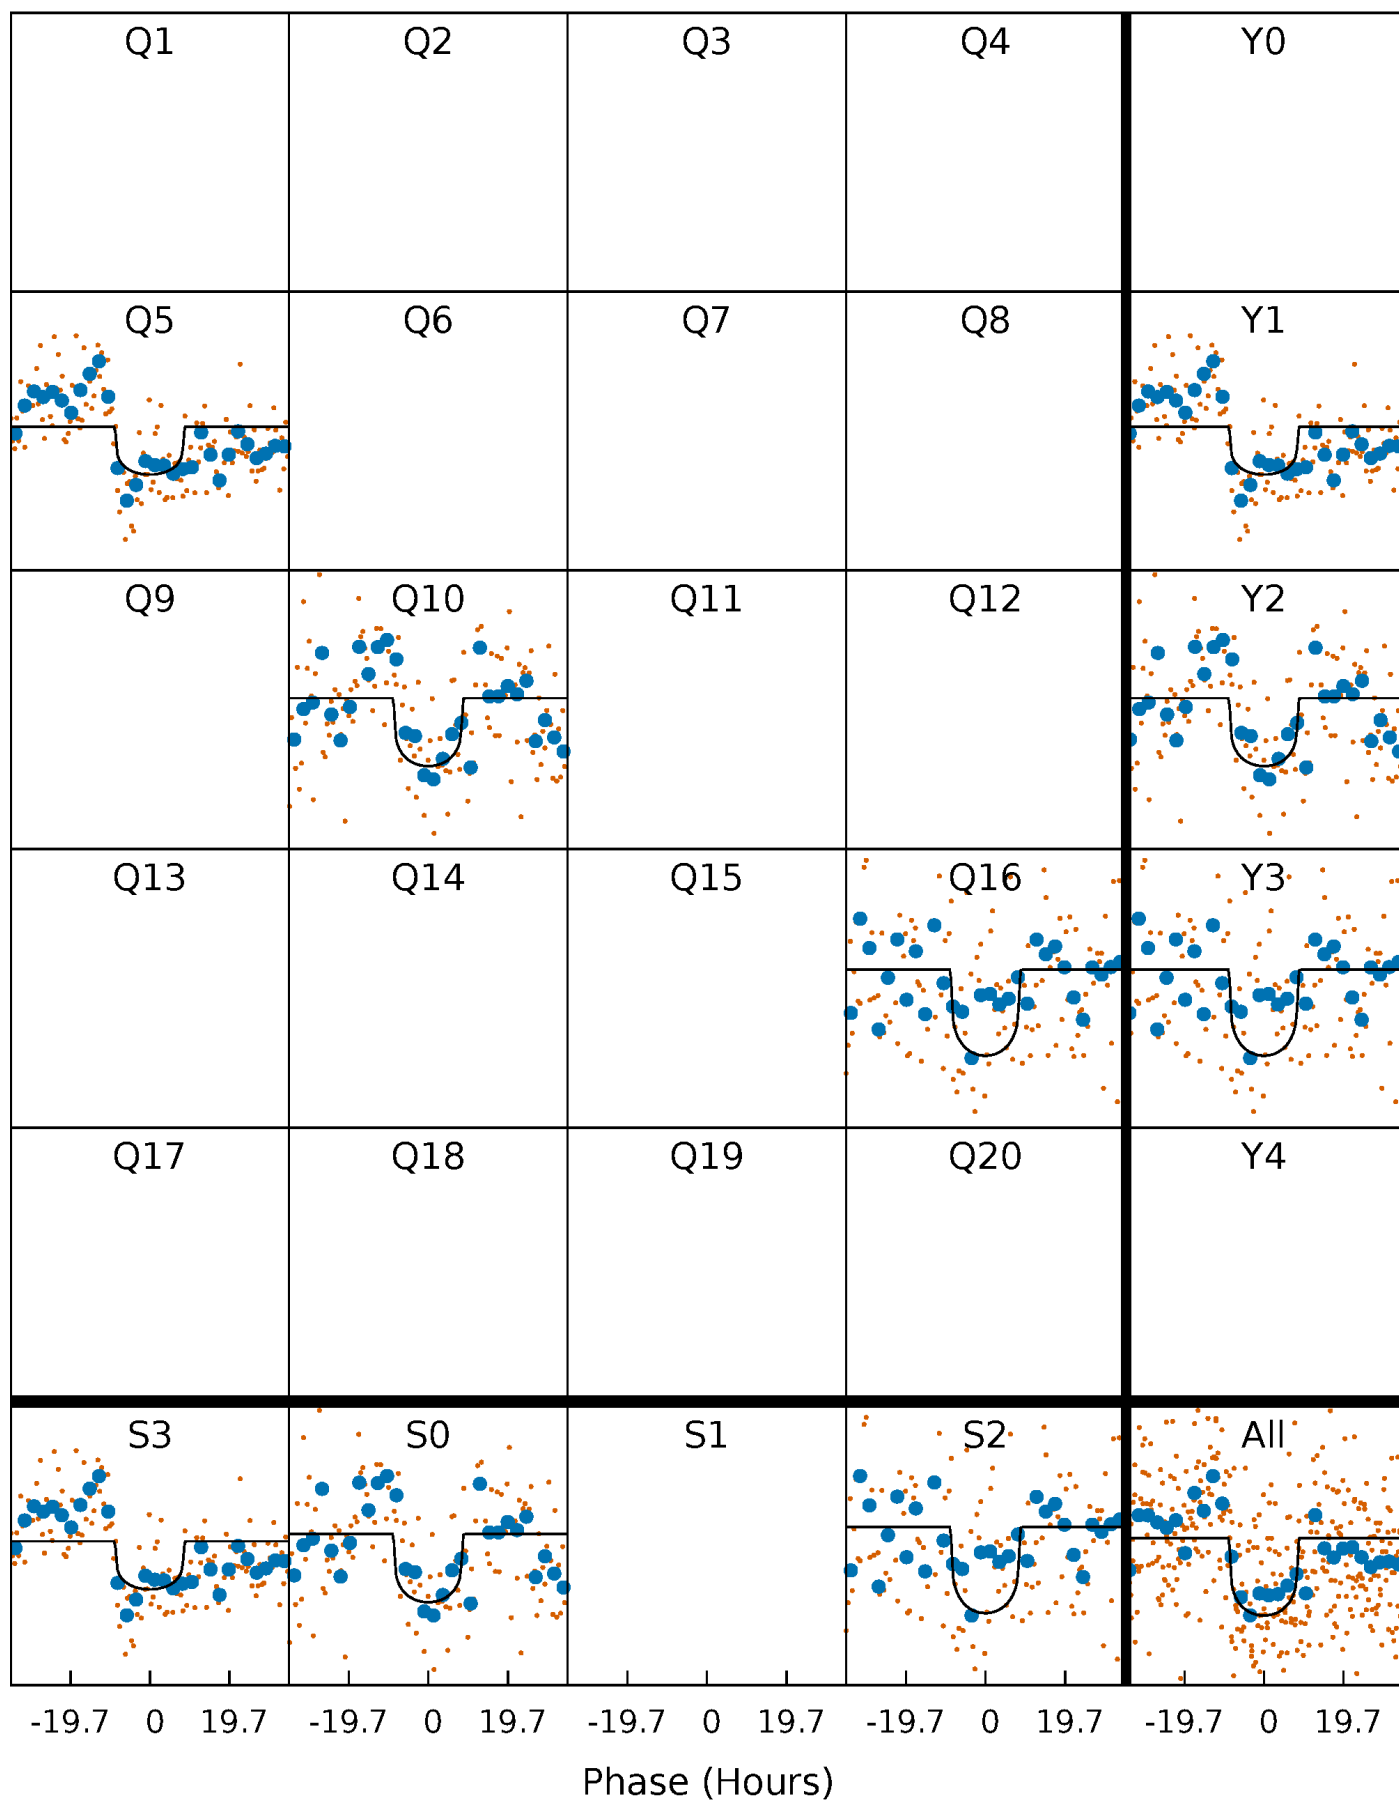 Q1 Q2 Q3 Q4 Y0
Q5 Q6 Q7 Q8 Y1
Q9 Q10 Q11 Q12 Y2
Q13 Q14 Q15 Q16 Y3
Q17 Q18 Q19 Q20 Y4
S3 S0 S1 S2 All
-19.7 0 19.7 -19.7 0 19.7 -19.7 0 19.7 -19.7 0 19.7 -19.7 0 19.7
Phase (Hours)